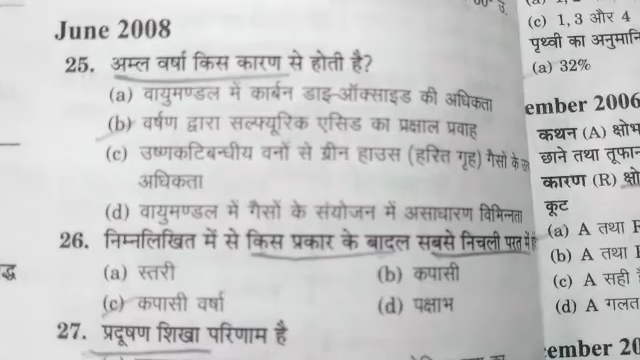 June 2008
25. अम्ल वर्षा किस कारण से होती है?
(a) वायुमण्डल में कार्बन डाइ-ऑक्साइड की अधिकता
(b) वर्षण द्वारा सल्फ्यूरिक एसिड का प्रक्षाल प्रवाह
(c) उष्णकटिबन्धीय वनों से ग्रीन हाउस (हरित गृह) गैसों के
अधिकता
(d) वायुमण्डल में गैसों के संयोजन में असाधारण विभिन्नता
26. निम्नलिखित में से किस प्रकार के बादल सबसे निचली परत में
(a) स्तरी (b) कपासी
(c) कपासी वर्षा (d) पक्षाभ
27. प्रदूषण शिखा परिणाम है
(c) 1, 3 और 4
पृथ्वी का
(a) 32%
ember 2006
कथन (A) क्षोभ
छाने तथा तूफान
कारण (R) क्षो
कूट
(a) A तथा
(b) A तथा
(c) A सही
(d) A गलत
ember 20